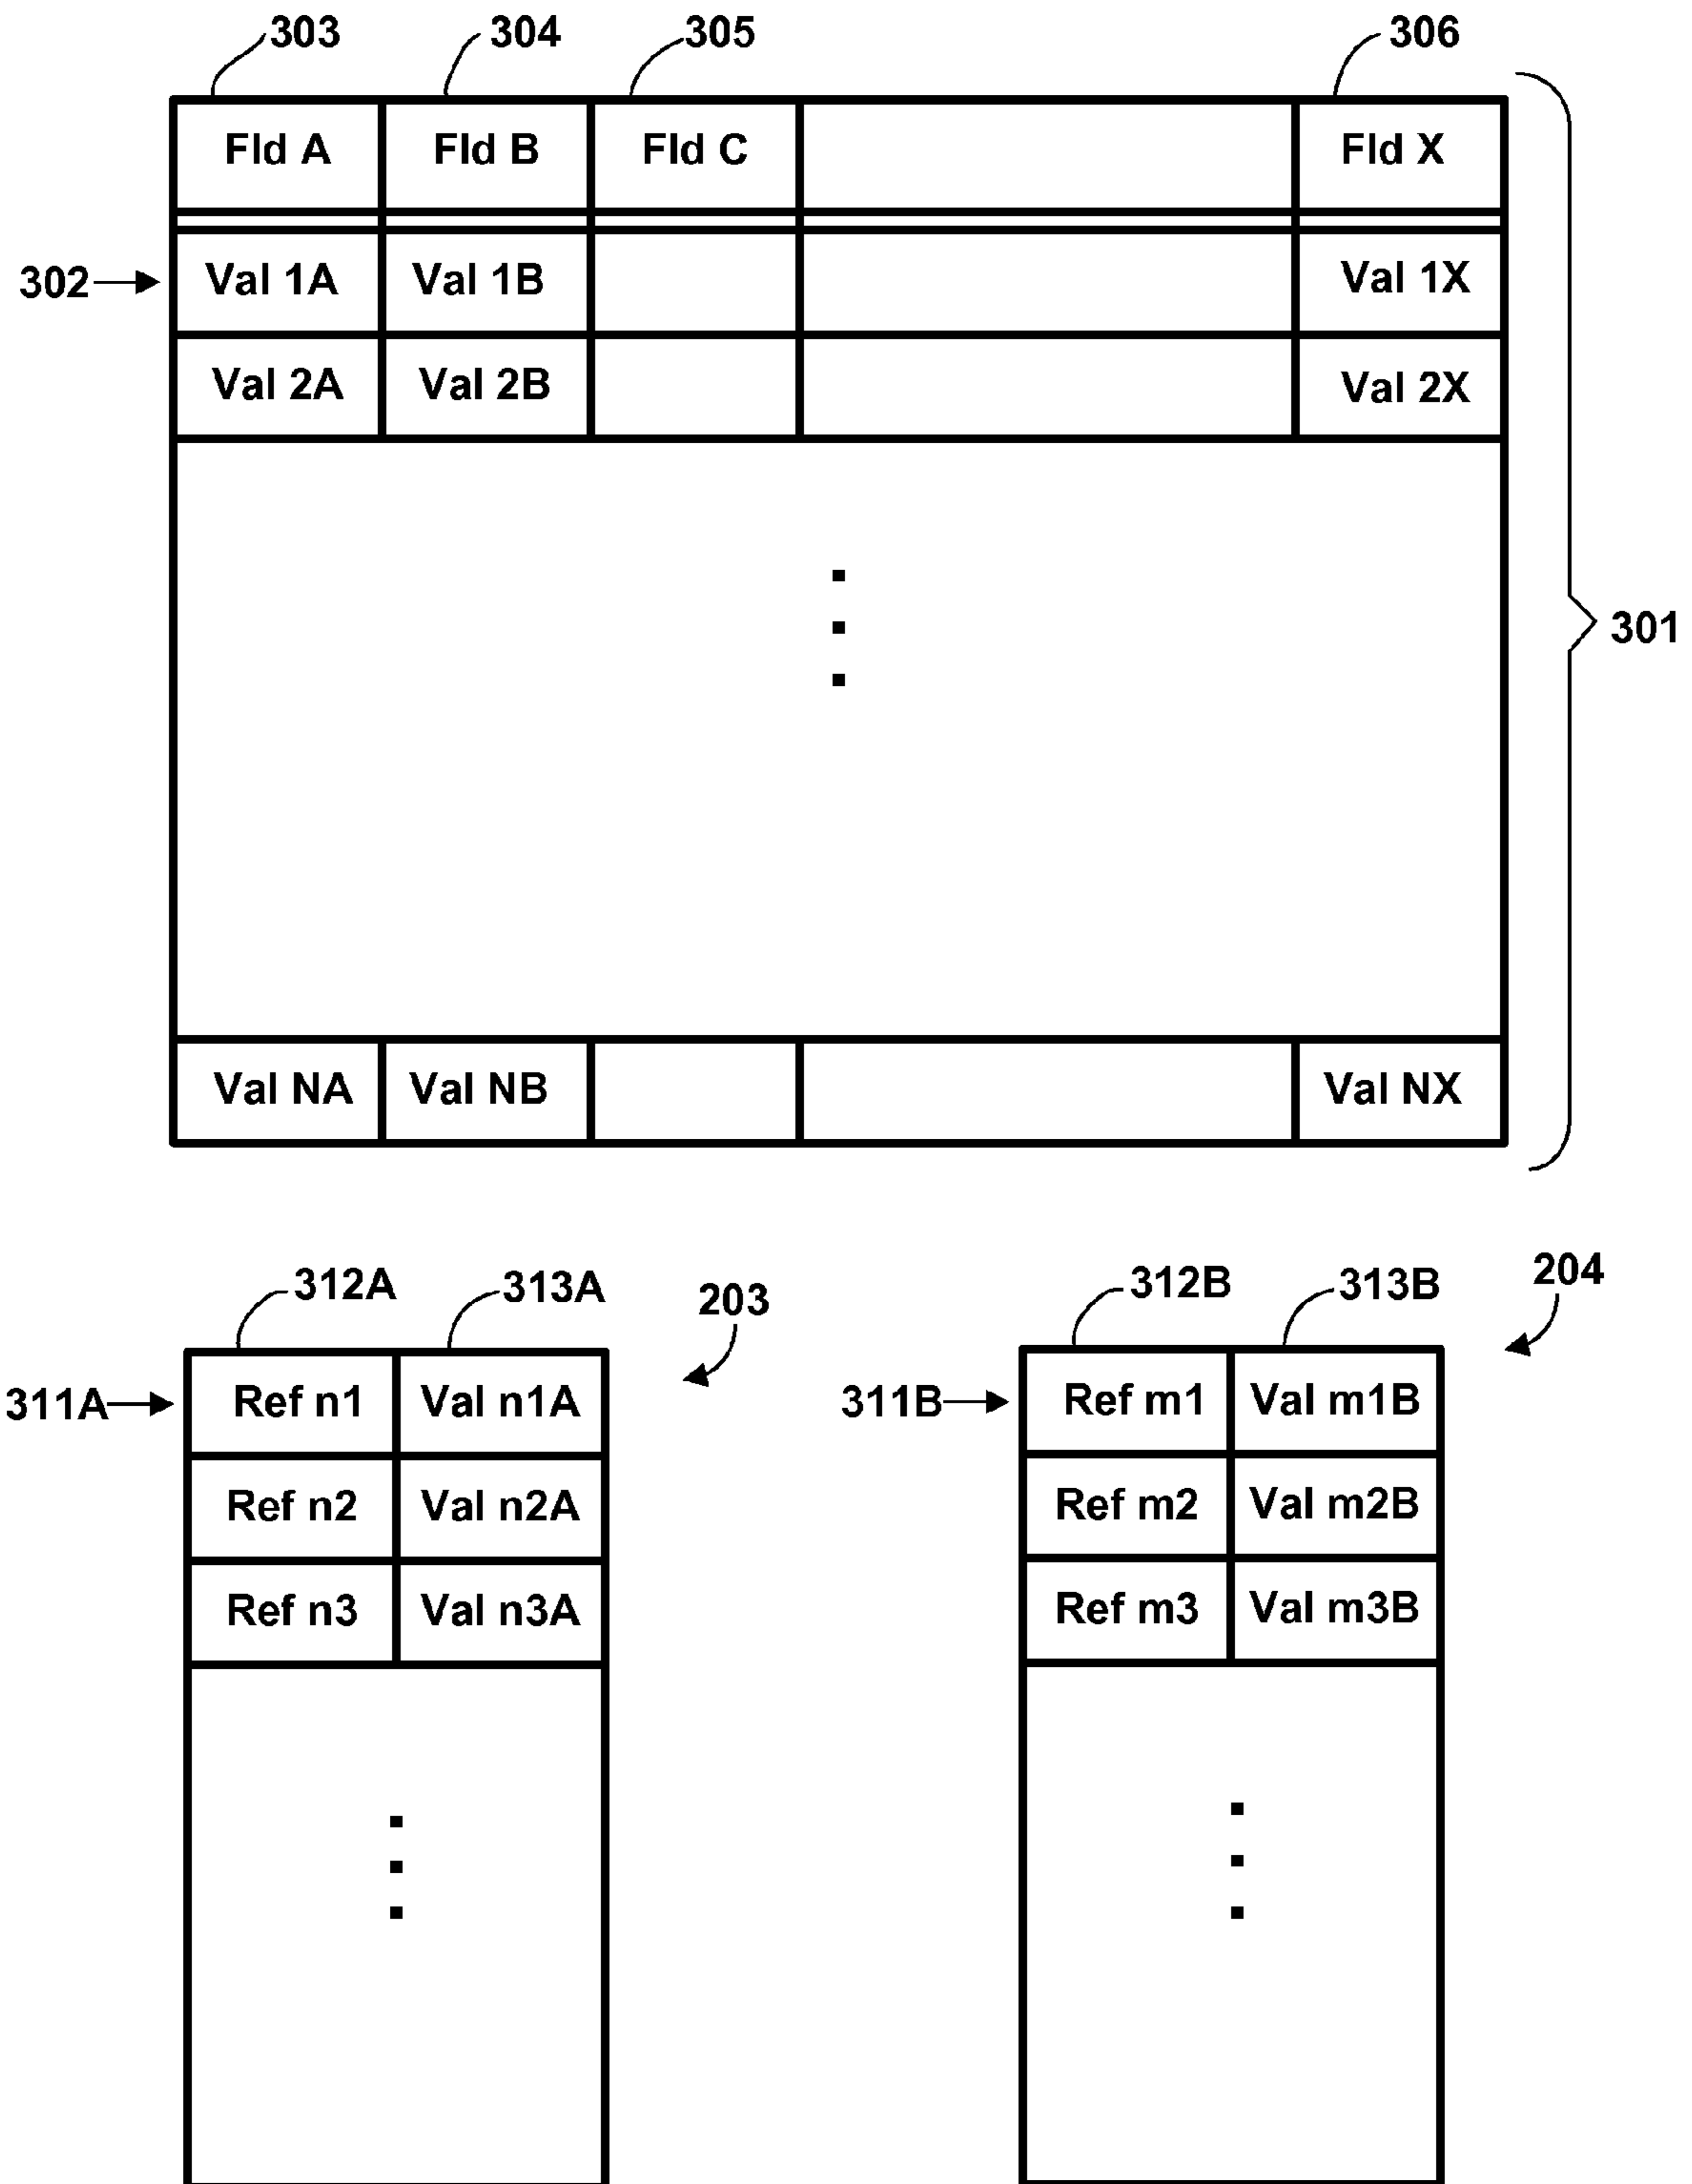 303 304 305 306
Fld A Fld B Fld C Fld X
302 Val 1A Val 1B Val 1X
Val 2A Val 2B Val 2X
301
Val NA Val NB Val NX
312A 313A 203 312B 313B 204
311A Ref n1 Val n1A 311B Ref m1 Val m1B
Ref n2 Val n2A Ref m2 Val m2B
Ref n3 Val n3A Ref m3 Val m3B